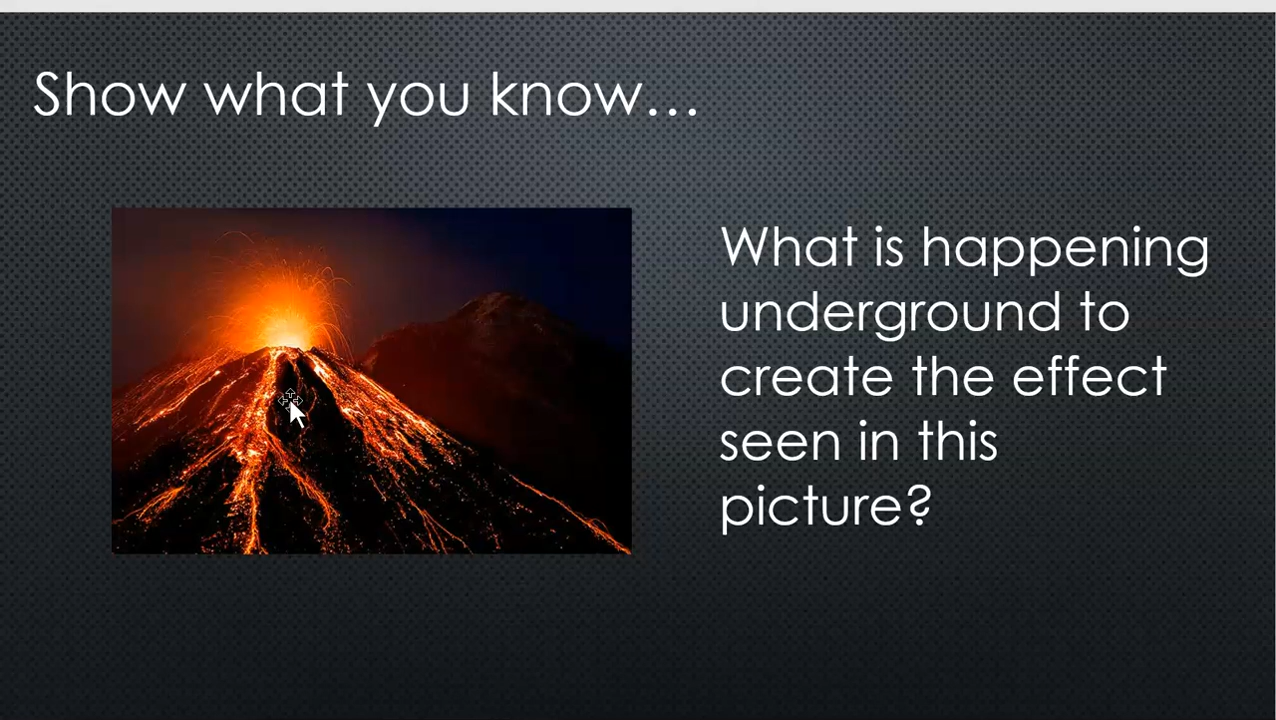 Show what you know…
What is happening
underground to
create the effect
seen in this
picture?